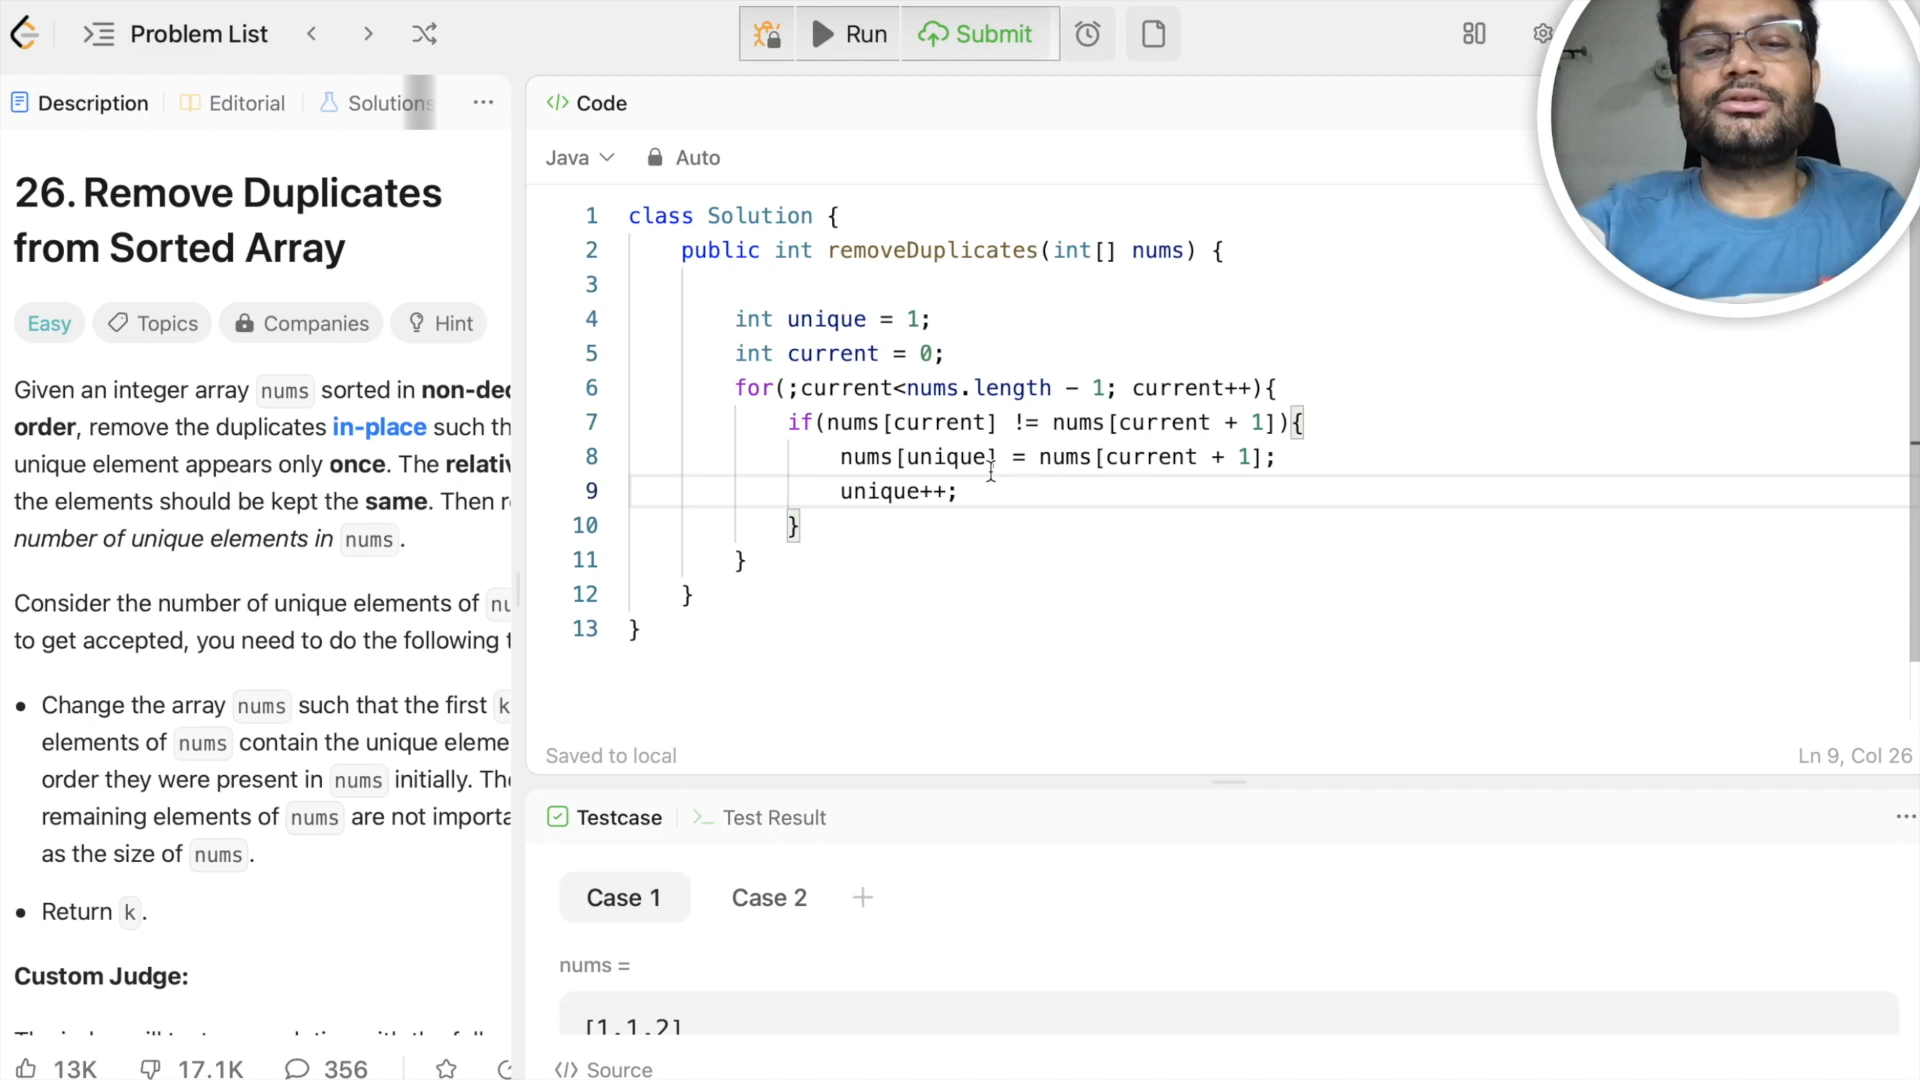 Problem List
Run
Submit
Description
Editorial
Solutions
Code
Java
Auto
26. Remove Duplicates
from Sorted Array
Easy
Topics
Companies
Hint
Given an integer array nums sorted in non-dec
order, remove the duplicates in-place such th
unique element appears only once. The relativ
the elements should be kept the same. Then r
number of unique elements in nums.
Consider the number of unique elements of nu
to get accepted, you need to do the following t
Change the array nums such that the first k
elements of nums contain the unique eleme
order they were present in nums initially. The
remaining elements of nums are not importa
as the size of nums.
Return k.
Custom Judge:
13K
17.1K
356
1 class Solution {
2 public int removeDuplicates(int[] nums) {
3
4 int unique = 1;
5 int current = 0;
6 for(;current<nums.length - 1; current++){
7 if(nums[current] != nums[current + 1]){
8 nums[unique] = nums[current + 1];
9 unique++;
10 }
11 }
12 }
13 }
Saved to local
Ln 9, Col 26
Testcase
Test Result
Case 1
Case 2
nums =
[1,1,2]
Source